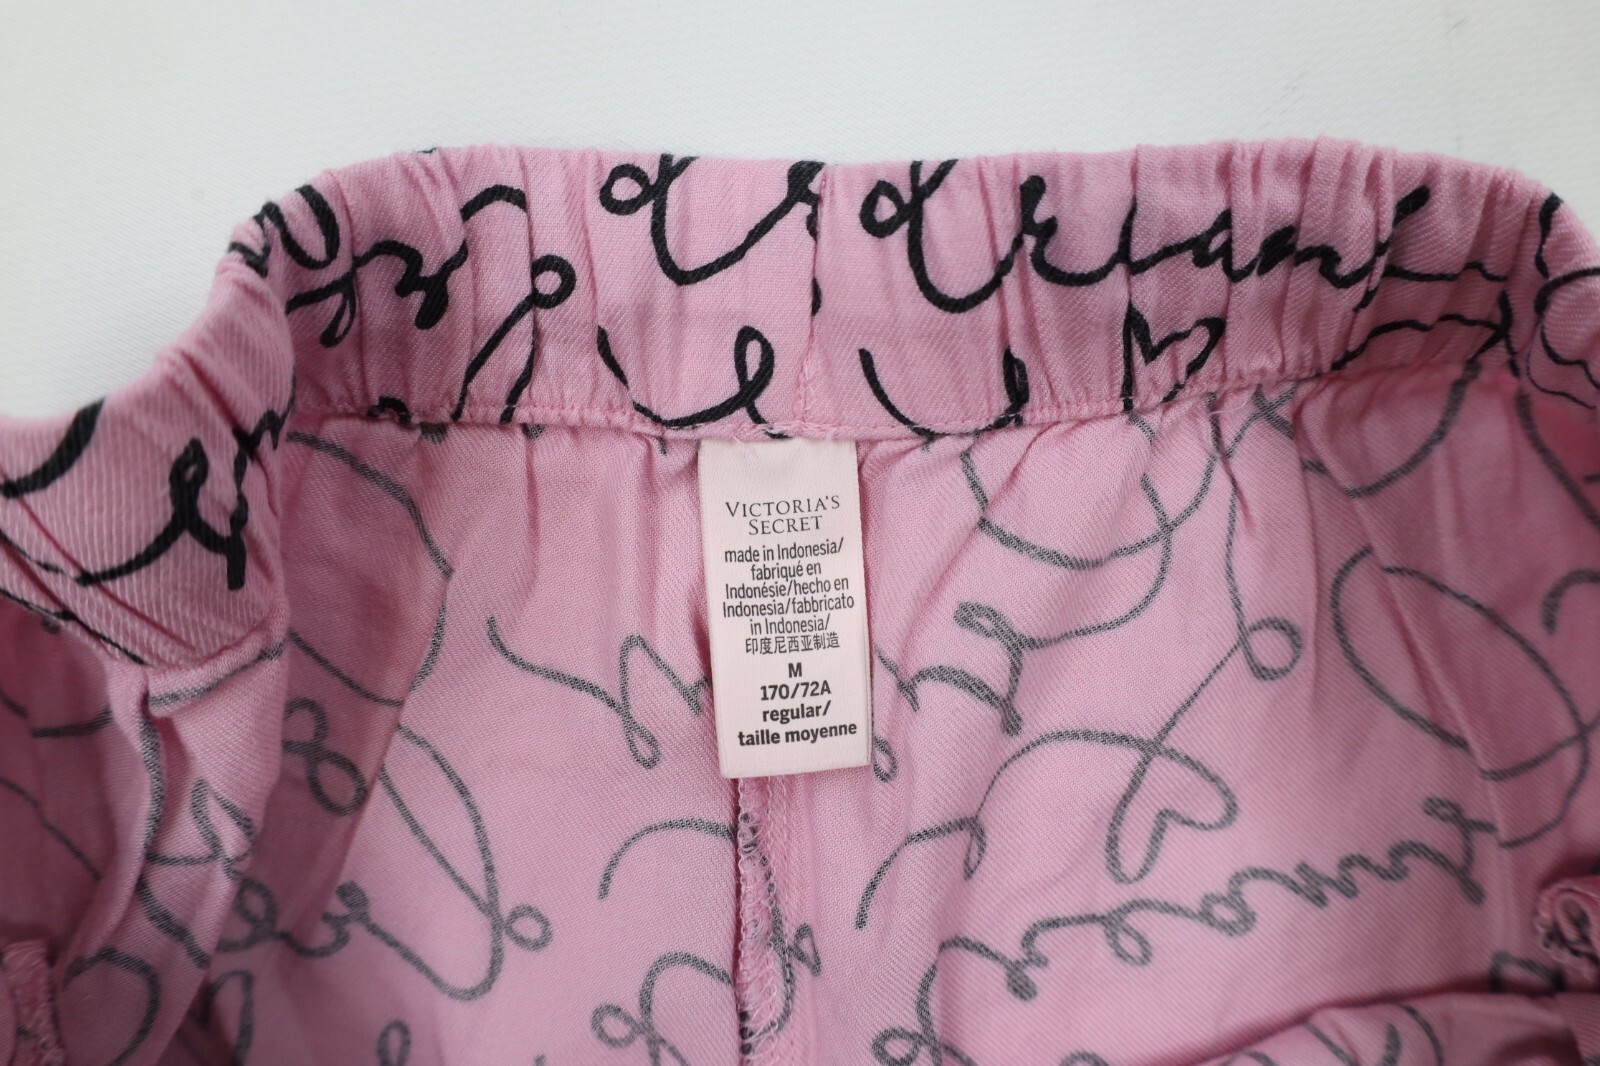 dream
VICTORIA'S
SECRET
made in Indonesia/
fabriqué en
Indonésie/hecho en
Indonesia/fabbricato
in Indonesia/
印度尼西亚制造
M
170/72A
regular/
taille moyenne